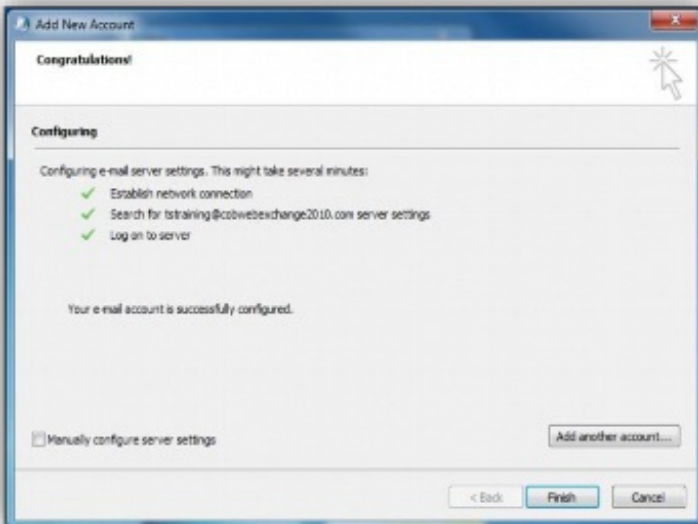 Add New Account
Congratulations!
Configuring
Configuring e-mail server settings. This might take several minutes:
Establish network connection
Search for tstraining@cobwebexchange2010.com server settings
Log on to server
Your e-mail account is successfully configured.
Manually configure server settings
Add another account...
< Back
Finish
Cancel